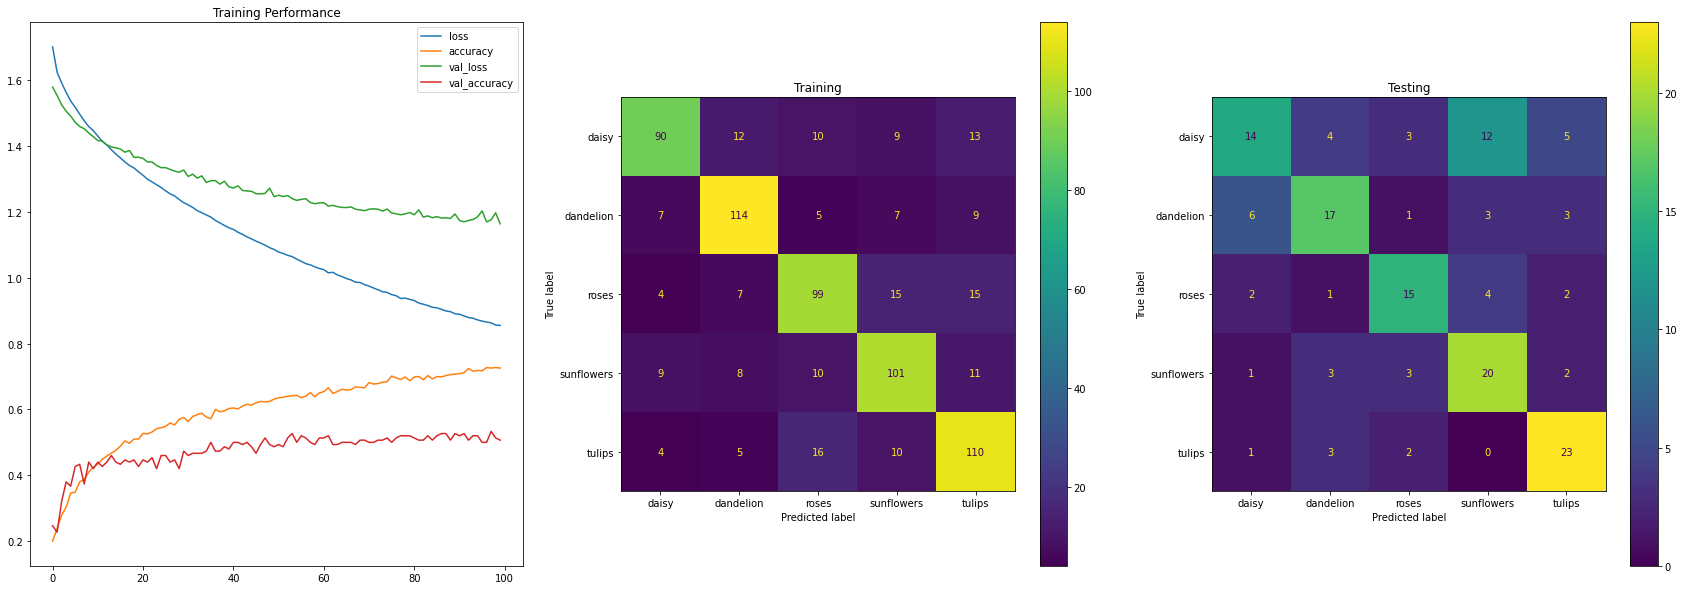 Training Performance
loss
accuracy
val_loss
val_accuracy
1.6
1.4
1.2
1.0
0.8
0.6
0.4
0.2
0 20 40 60 80 100
Training
True label
daisy 90 12 10 9 13
dandelion 7 114 5 7 9
roses 4 7 99 15 15
sunflowers 9 8 10 101 11
tulips 4 5 16 10 110
daisy dandelion roses sunflowers tulips
Predicted label
100
80
60
40
20
Testing
True label
daisy 14 4 3 12 5
dandelion 6 17 1 3 3
roses 2 1 15 4 2
sunflowers 1 3 3 20 2
tulips 1 3 2 0 23
daisy dandelion roses sunflowers tulips
Predicted label
20
15
10
5
0